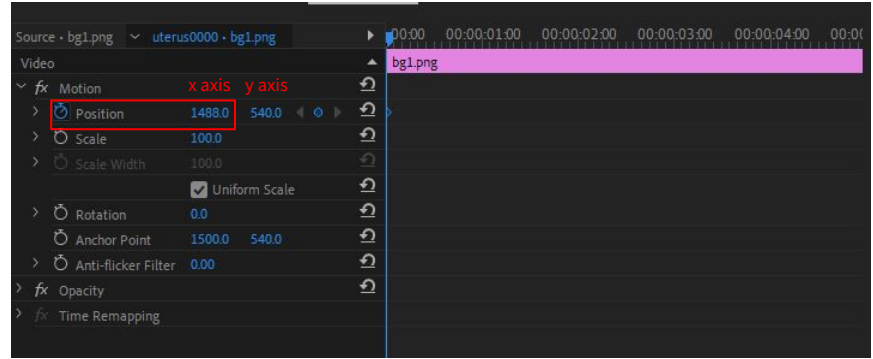 Source • bg1.png uterus0000 • bg1.png 00:00 00:00:01:00 00:00:02:00 00:00:03:00 00:00:04:00 00:00
Video bg1.png
fx Motion x axis y axis
Position 1488.0 540.0
Scale 100.0
Scale Width 100.0
Uniform Scale
Rotation 0.0
Anchor Point 1500.0 540.0
Anti-flicker Filter 0.00
fx Opacity
fx Time Remapping